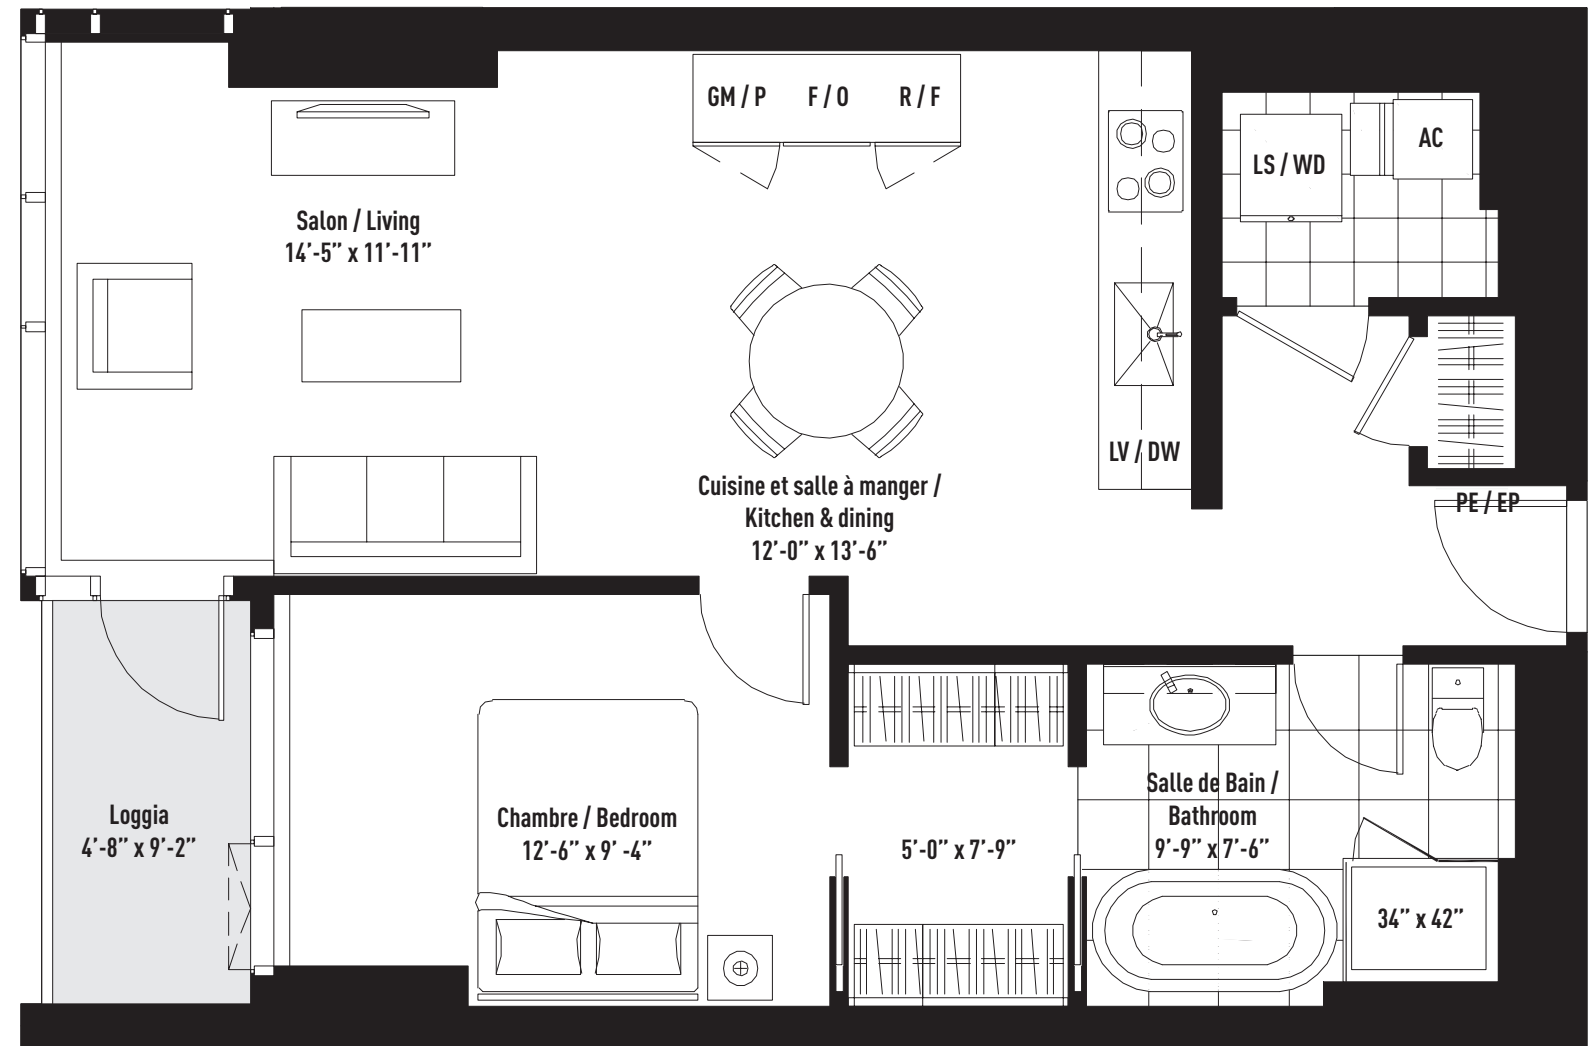 GM / P F / O R / F
AC
LS / WD
Salon / Living
14’-5” x 11’-11”
LV / DW
Cuisine et salle à manger /
Kitchen & dining
12’-0” x 13’-6”
PE / EP
Loggia
4’-8” x 9’-2”
Chambre / Bedroom
12’-6” x 9’ -4”
5’-0” x 7’-9”
Salle de Bain /
Bathroom
9’-9” x 7’-6”
34” x 42”